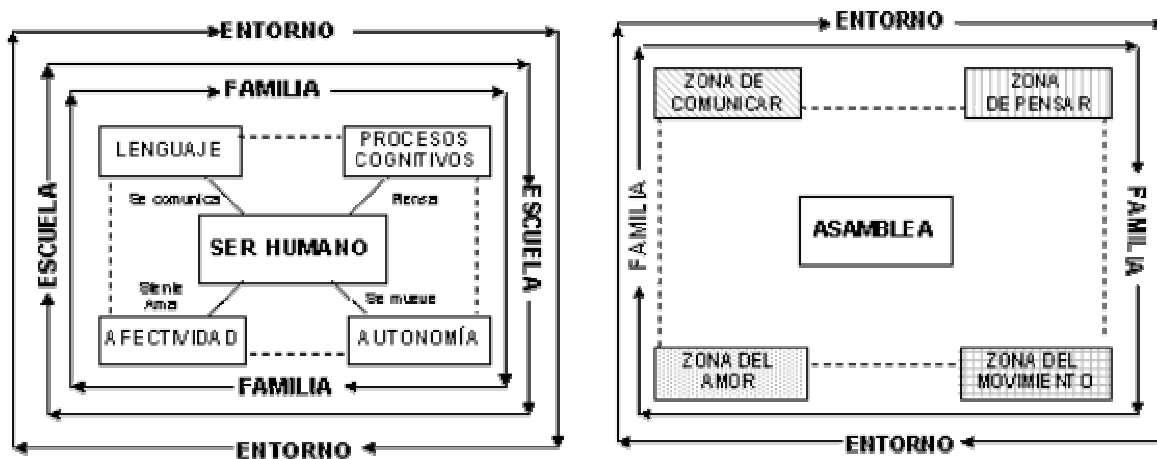 ENTORNO
FAMILIA
LENGUAJE
PROCESOS
COGNITIVOS
Se comunica
Piensa
ESCUELA
SER HUMANO
ESCUELA
Siente
Ama
Se mueve
AFECTIVIDAD
AUTONOMÍA
FAMILIA
ENTORNO
ENTORNO
ZONA DE
COMUNICAR
ZONA
DE PENSAR
FAMILIA
ASAMBLEA
FAMILIA
ZONA DEL
AMOR
ZONA DEL
MOVIMIENTO
ENTORNO